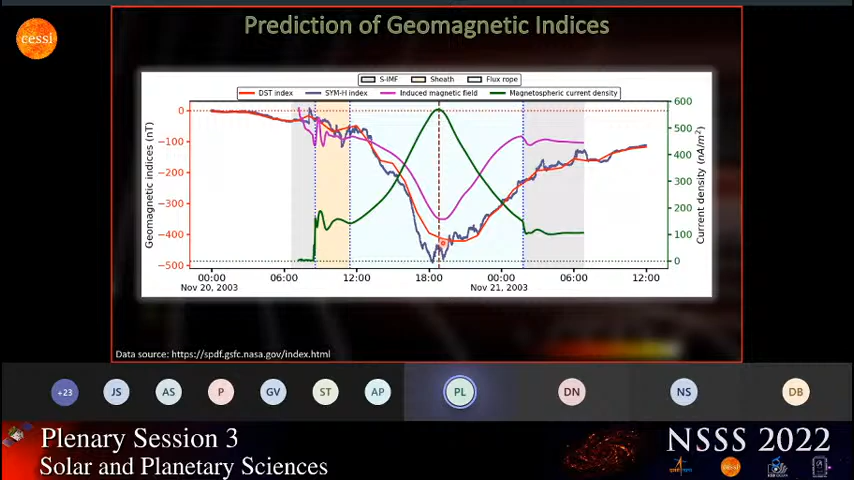 cessi
Prediction of Geomagnetic Indices
S-IMF Sheath Flux rope
DST index SYM-H index Induced magnetic field Magnetospheric current density
Geomagnetic indices (nT)
0
−100
−200
−300
−400
−500
600
500
400
300
200
100
0
Current density (nA/m²)
00:00 06:00 12:00 18:00 00:00 06:00 12:00
Nov 20, 2003 Nov 21, 2003
Data source: https://spdf.gsfc.nasa.gov/index.html
+23 JS AS P GV ST AP PL DN NS DB
Plenary Session 3
Solar and Planetary Sciences
NSSS 2022
cessi